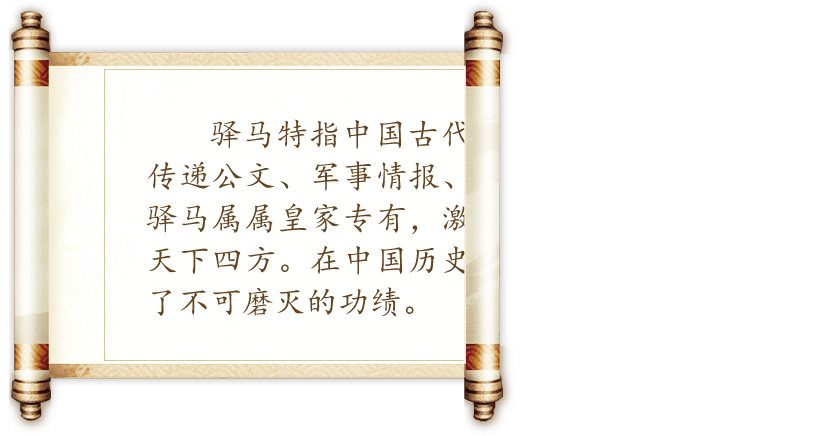 驿马特指中国古代
传递公文、军事情报、
驿马属属皇家专有，激
天下四方。在中国历史
了不可磨灭的功绩。